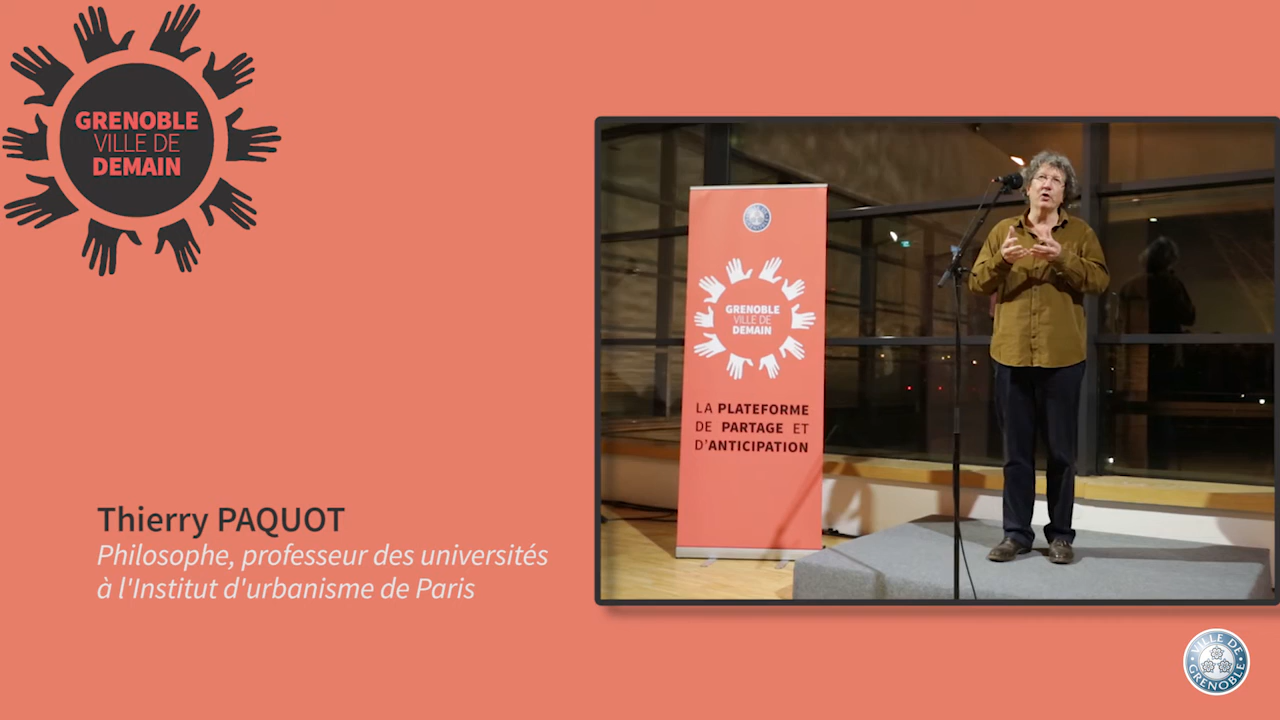 GRENOBLE
VILLE DE
DEMAIN
GRENOBLE
VILLE DE
DEMAIN
LA PLATEFORME
DE PARTAGE ET
D'ANTICIPATION
Thierry PAQUOT
Philosophe, professeur des universités
à l'Institut d'urbanisme de Paris
VILLE DE
GRENOBLE